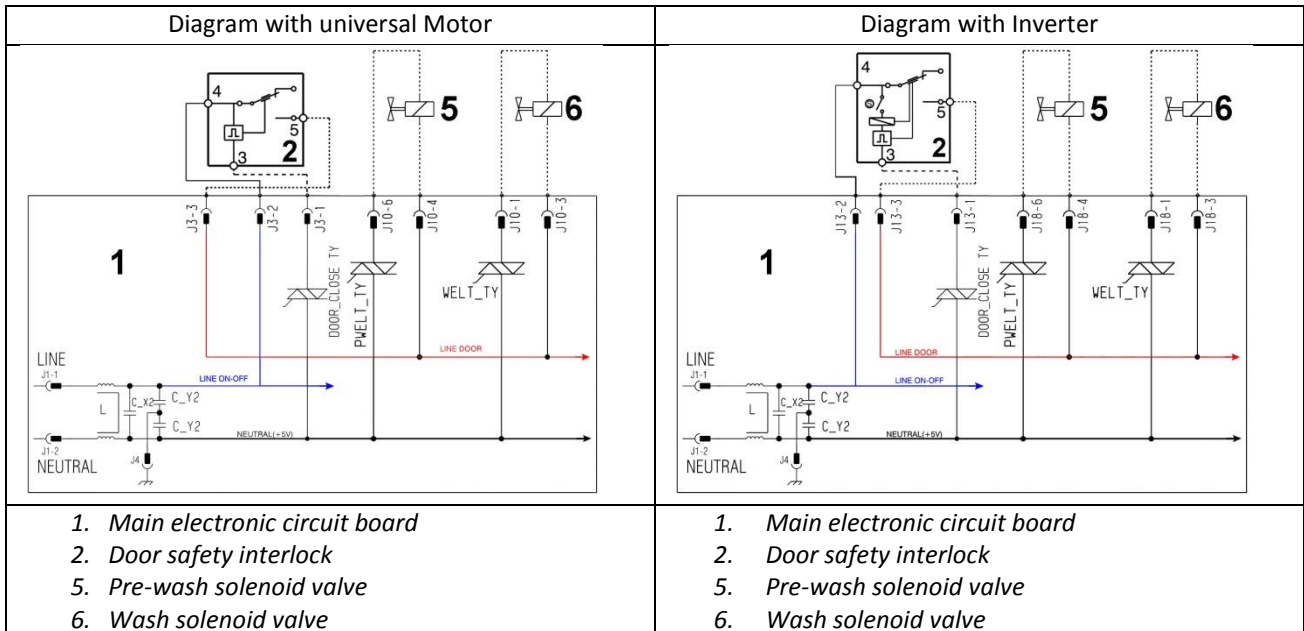 Diagram with universal Motor
4
5
3
2
5
6
J3-3
J3-2
J3-1
J10-6
J10-4
J10-1
J10-3
1
DOOR_CLOSE TY
PWELT_TY
WELT_TY
LINE DOOR
LINE
J1-1
LINE ON-OFF
L
C_X2
C_Y2
C_Y2
NEUTRAL(+5V)
J1-2
NEUTRAL
J4
1. Main electronic circuit board
2. Door safety interlock
5. Pre-wash solenoid valve
6. Wash solenoid valve
Diagram with Inverter
4
5
3
2
5
6
J13-2
J13-3
J13-1
J18-6
J18-4
J18-1
J18-3
1
DOOR_CLOSE TY
PWELT_TY
WELT_TY
LINE DOOR
LINE
J1-1
LINE ON-OFF
L
C_X2
C_Y2
C_Y2
NEUTRAL(+5V)
J1-2
NEUTRAL
J4
1. Main electronic circuit board
2. Door safety interlock
5. Pre-wash solenoid valve
6. Wash solenoid valve